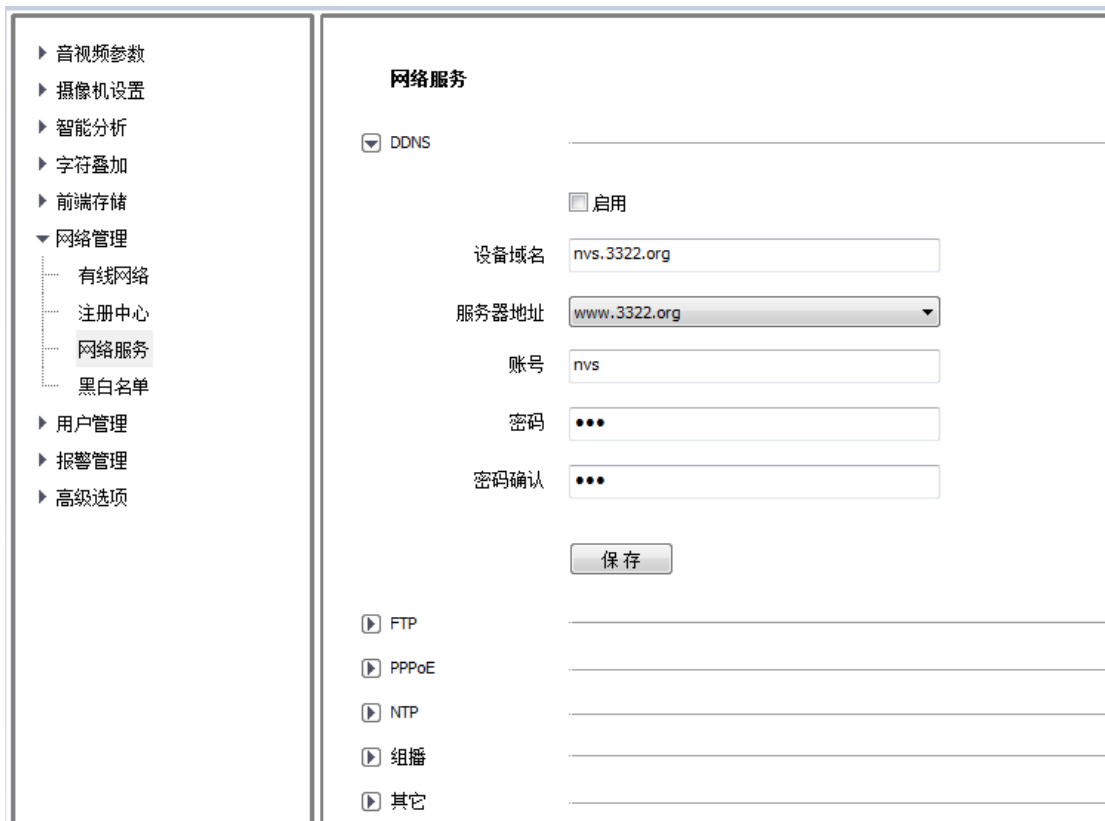 音视频参数
摄像机设置
智能分析
字符叠加
前端存储
网络管理
有线网络
注册中心
网络服务
黑白名单
用户管理
报警管理
高级选项
网络服务
DDNS
启用
设备域名 nvs.3322.org
服务器地址 www.3322.org
账号 nvs
密码 •••
密码确认 •••
保存
FTP
PPPoE
NTP
组播
其它